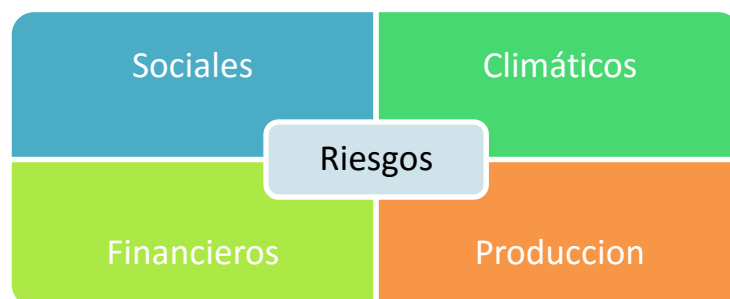 Sociales
Climáticos
Riesgos
Financieros
Produccion